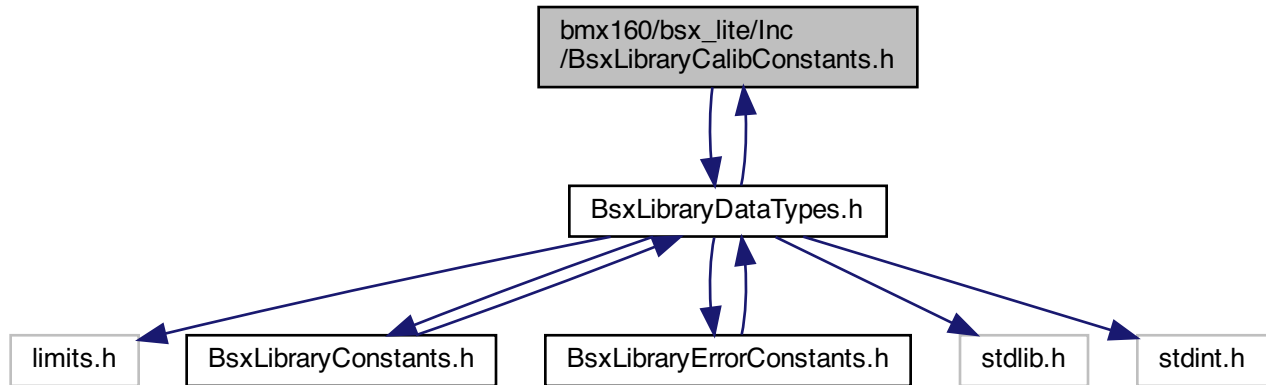 bmx160/bsx_lite/Inc
/BsxLibraryCalibConstants.h
BsxLibraryDataTypes.h
limits.h
BsxLibraryConstants.h
BsxLibraryErrorConstants.h
stdlib.h
stdint.h